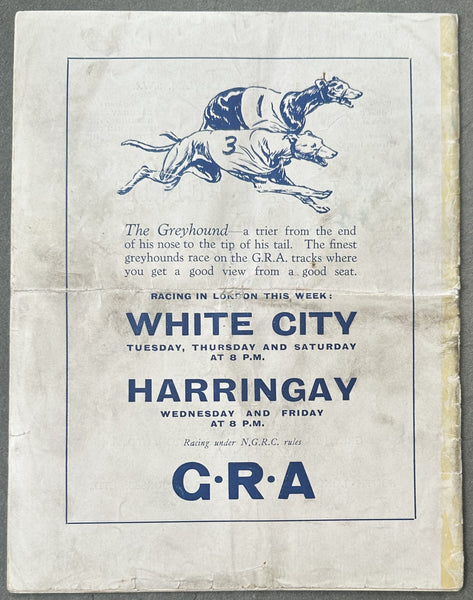 1
3
The Greyhound—a trier from the end
of his nose to the tip of his tail. The finest
greyhounds race on the G.R.A. tracks where
you get a good view from a good seat.
RACING IN LONDON THIS WEEK:
WHITE CITY
TUESDAY, THURSDAY AND SATURDAY
AT 8 P.M.
HARRINGAY
WEDNESDAY AND FRIDAY
AT 8 P.M.
Racing under N.G.R.C. rules
G·R·A